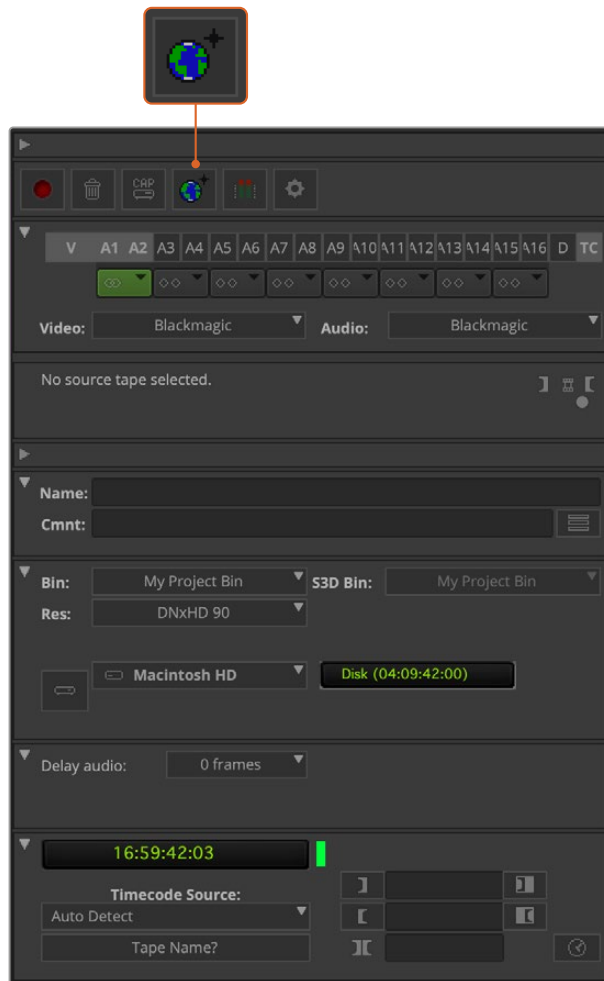 CAP
V A1 A2 A3 A4 A5 A6 A7 A8 A9 A10 A11 A12 A13 A14 A15 A16 D TC
Video: Blackmagic Audio: Blackmagic
No source tape selected.
Name:
Cmnt:
Bin: My Project Bin S3D Bin: My Project Bin
Res: DNxHD 90
Macintosh HD Disk (04:09:42:00)
Delay audio: 0 frames
16:59:42:03
Timecode Source:
Auto Detect
Tape Name?